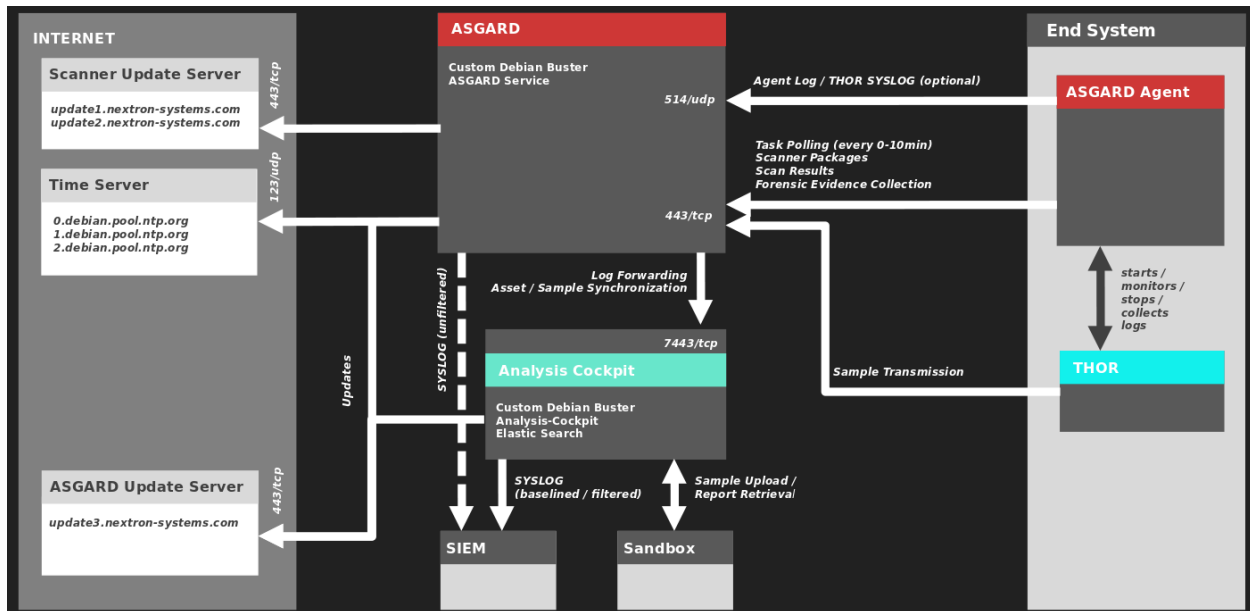 INTERNET
Scanner Update Server
update1.nextron-systems.com
update2.nextron-systems.com
443/tcp
Time Server
0.debian.pool.ntp.org
1.debian.pool.ntp.org
2.debian.pool.ntp.org
123/udp
ASGARD Update Server
update3.nextron-systems.com
443/tcp
Updates
ASGARD
Custom Debian Buster
ASGARD Service
514/udp
443/tcp
SYSLOG (unfiltered)
Log Forwarding
Asset / Sample Synchronization
7443/tcp
Analysis Cockpit
Custom Debian Buster
Analysis-Cockpit
Elastic Search
SYSLOG
(baselined / filtered)
Sample Upload /
Report Retrieval
SIEM
Sandbox
Agent Log / THOR SYSLOG (optional)
Task Polling (every 0-10min)
Scanner Packages
Scan Results
Forensic Evidence Collection
Sample Transmission
End System
ASGARD Agent
starts /
monitors /
stops /
collects
logs
THOR